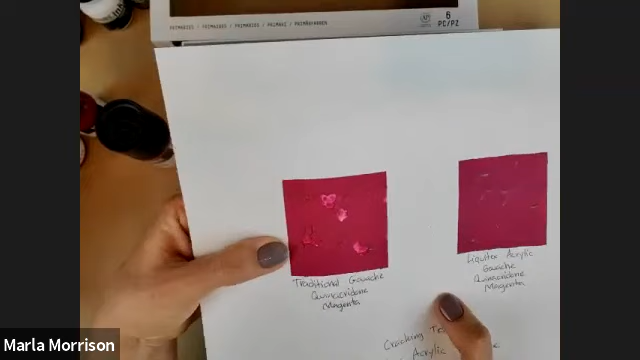 PRIMARIES / PRIMAIRES / PRIMARIOS / PRIMARI / PRIMÄRFARBEN
6
PC/PZ
Traditional Gouache
Quinacridone
Magenta
Liquitex Acrylic
Gouache
Quinacridone
Magenta
Cracking
Acrylic
Marla Morrison